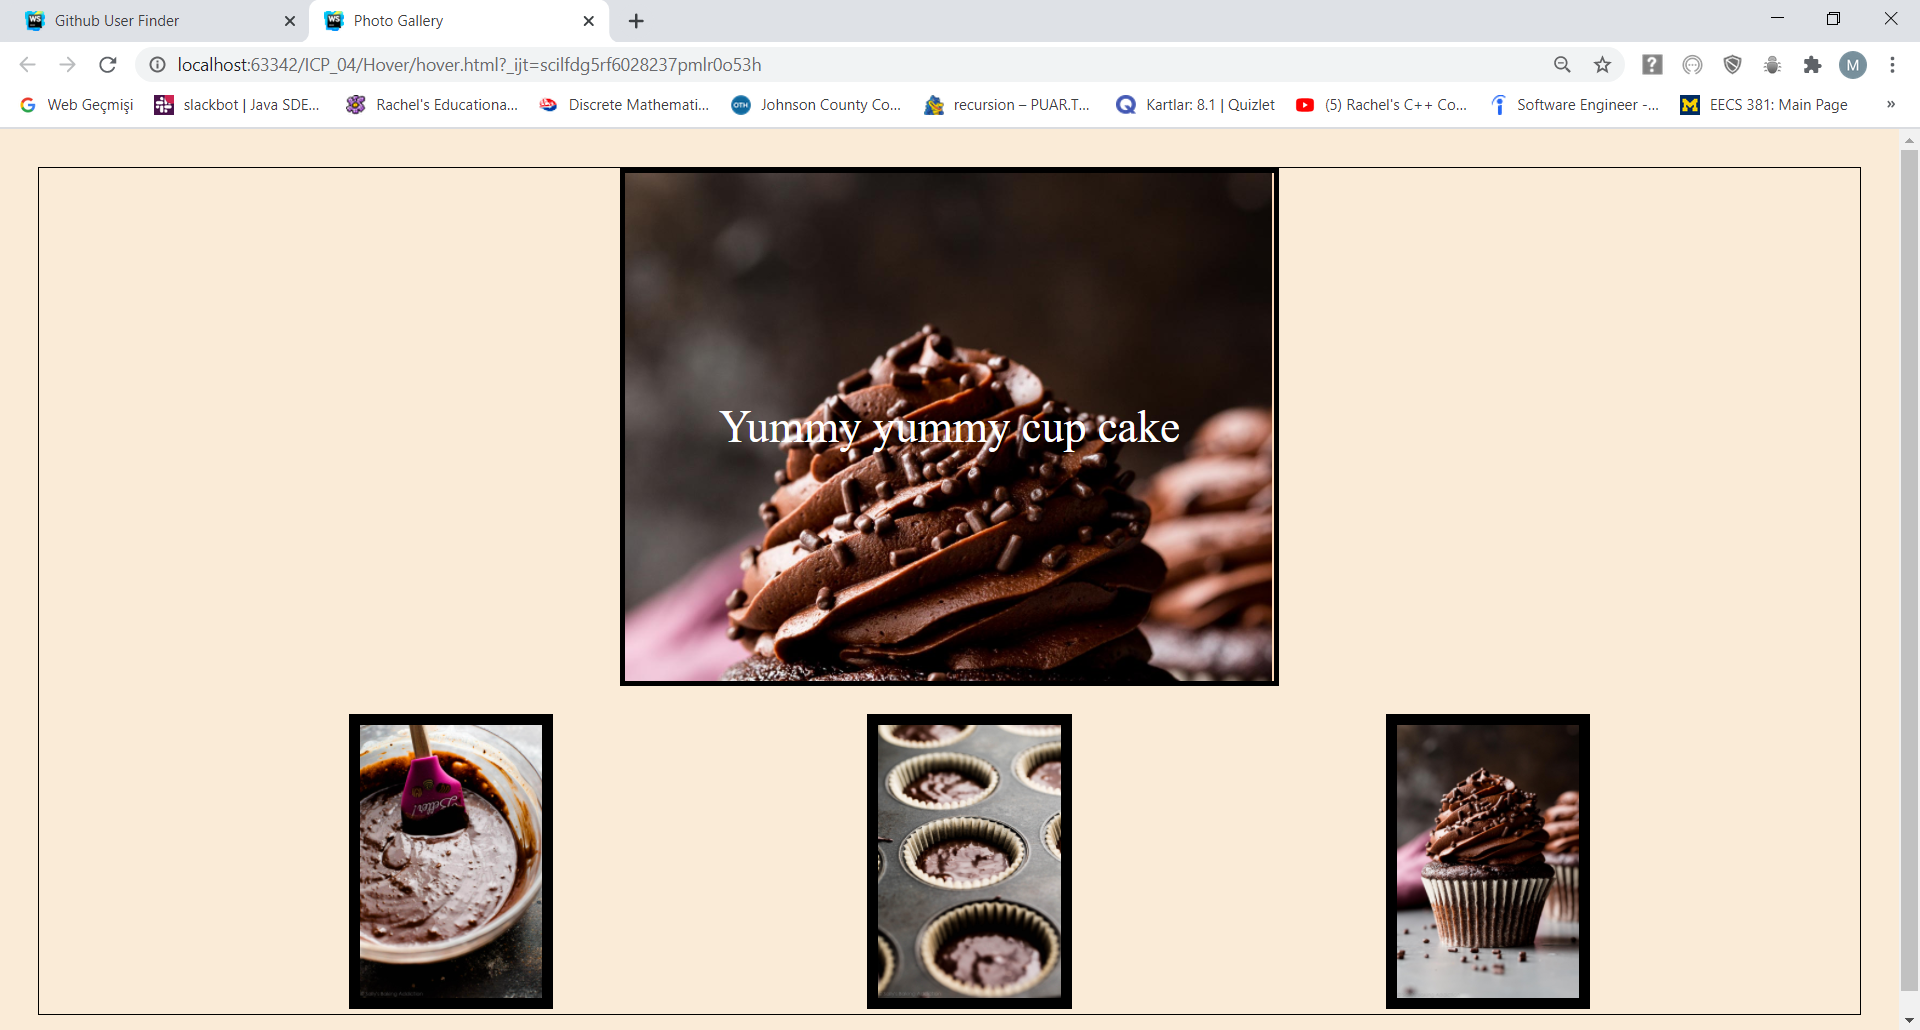 Github User Finder
Photo Gallery
localhost:63342/ICP_04/Hover/hover.html?_ijt=scilfdg5rf6028237pmlr0o53h
M
Web Geçmişi
slackbot | Java SDE...
Rachel's Educationa...
Discrete Mathemati...
OTH
Johnson County Co...
recursion – PUAR.T...
Kartlar: 8.1 | Quizlet
(5) Rachel's C++ Co...
Software Engineer -...
EECS 381: Main Page
»
Yummy yummy cup cake